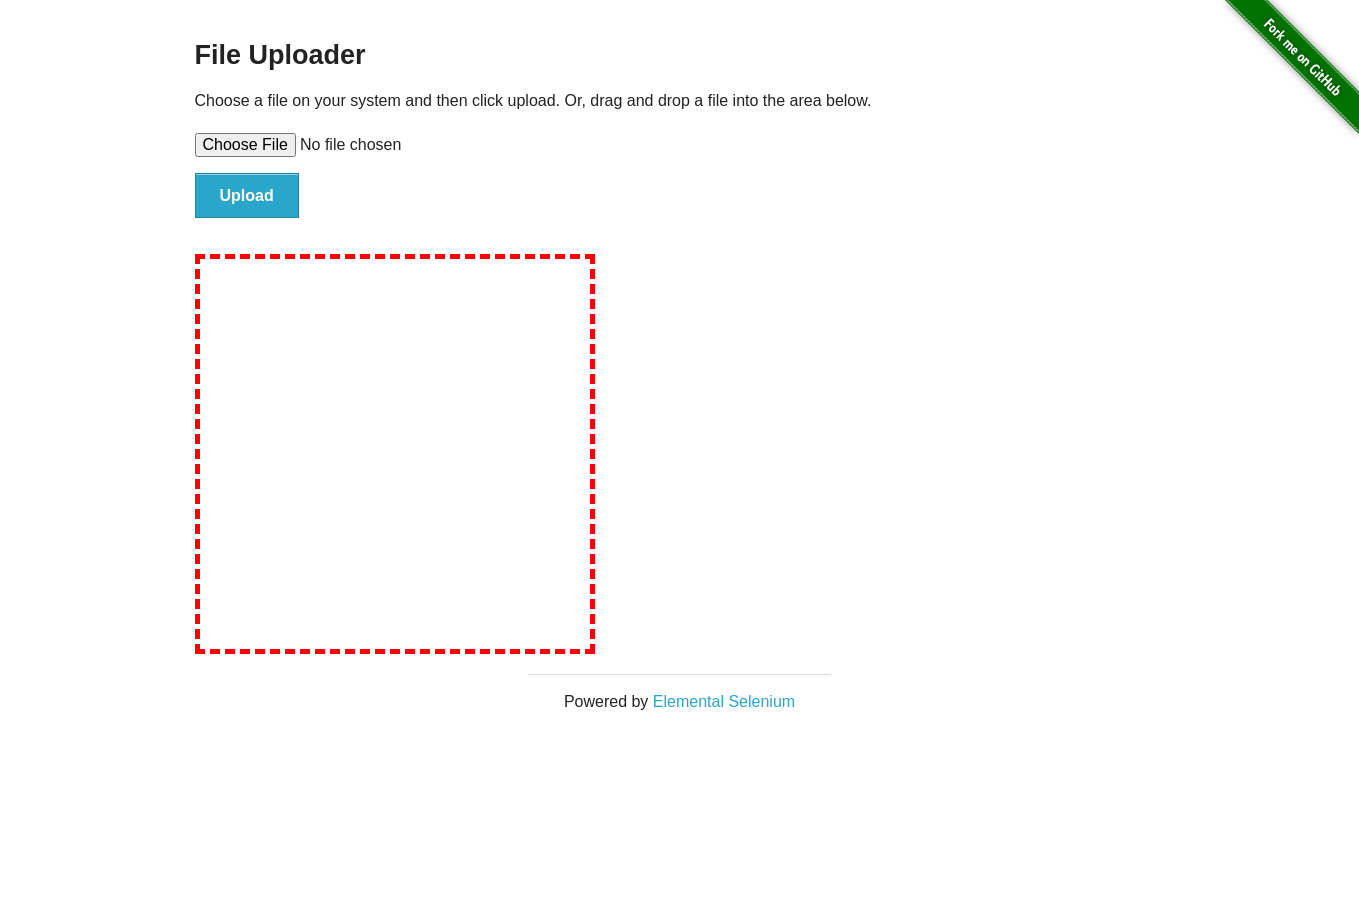 Fork me on GitHub
File Uploader
Choose a file on your system and then click upload. Or, drag and drop a file into the area below.
Choose File No file chosen
Upload
Powered by Elemental Selenium